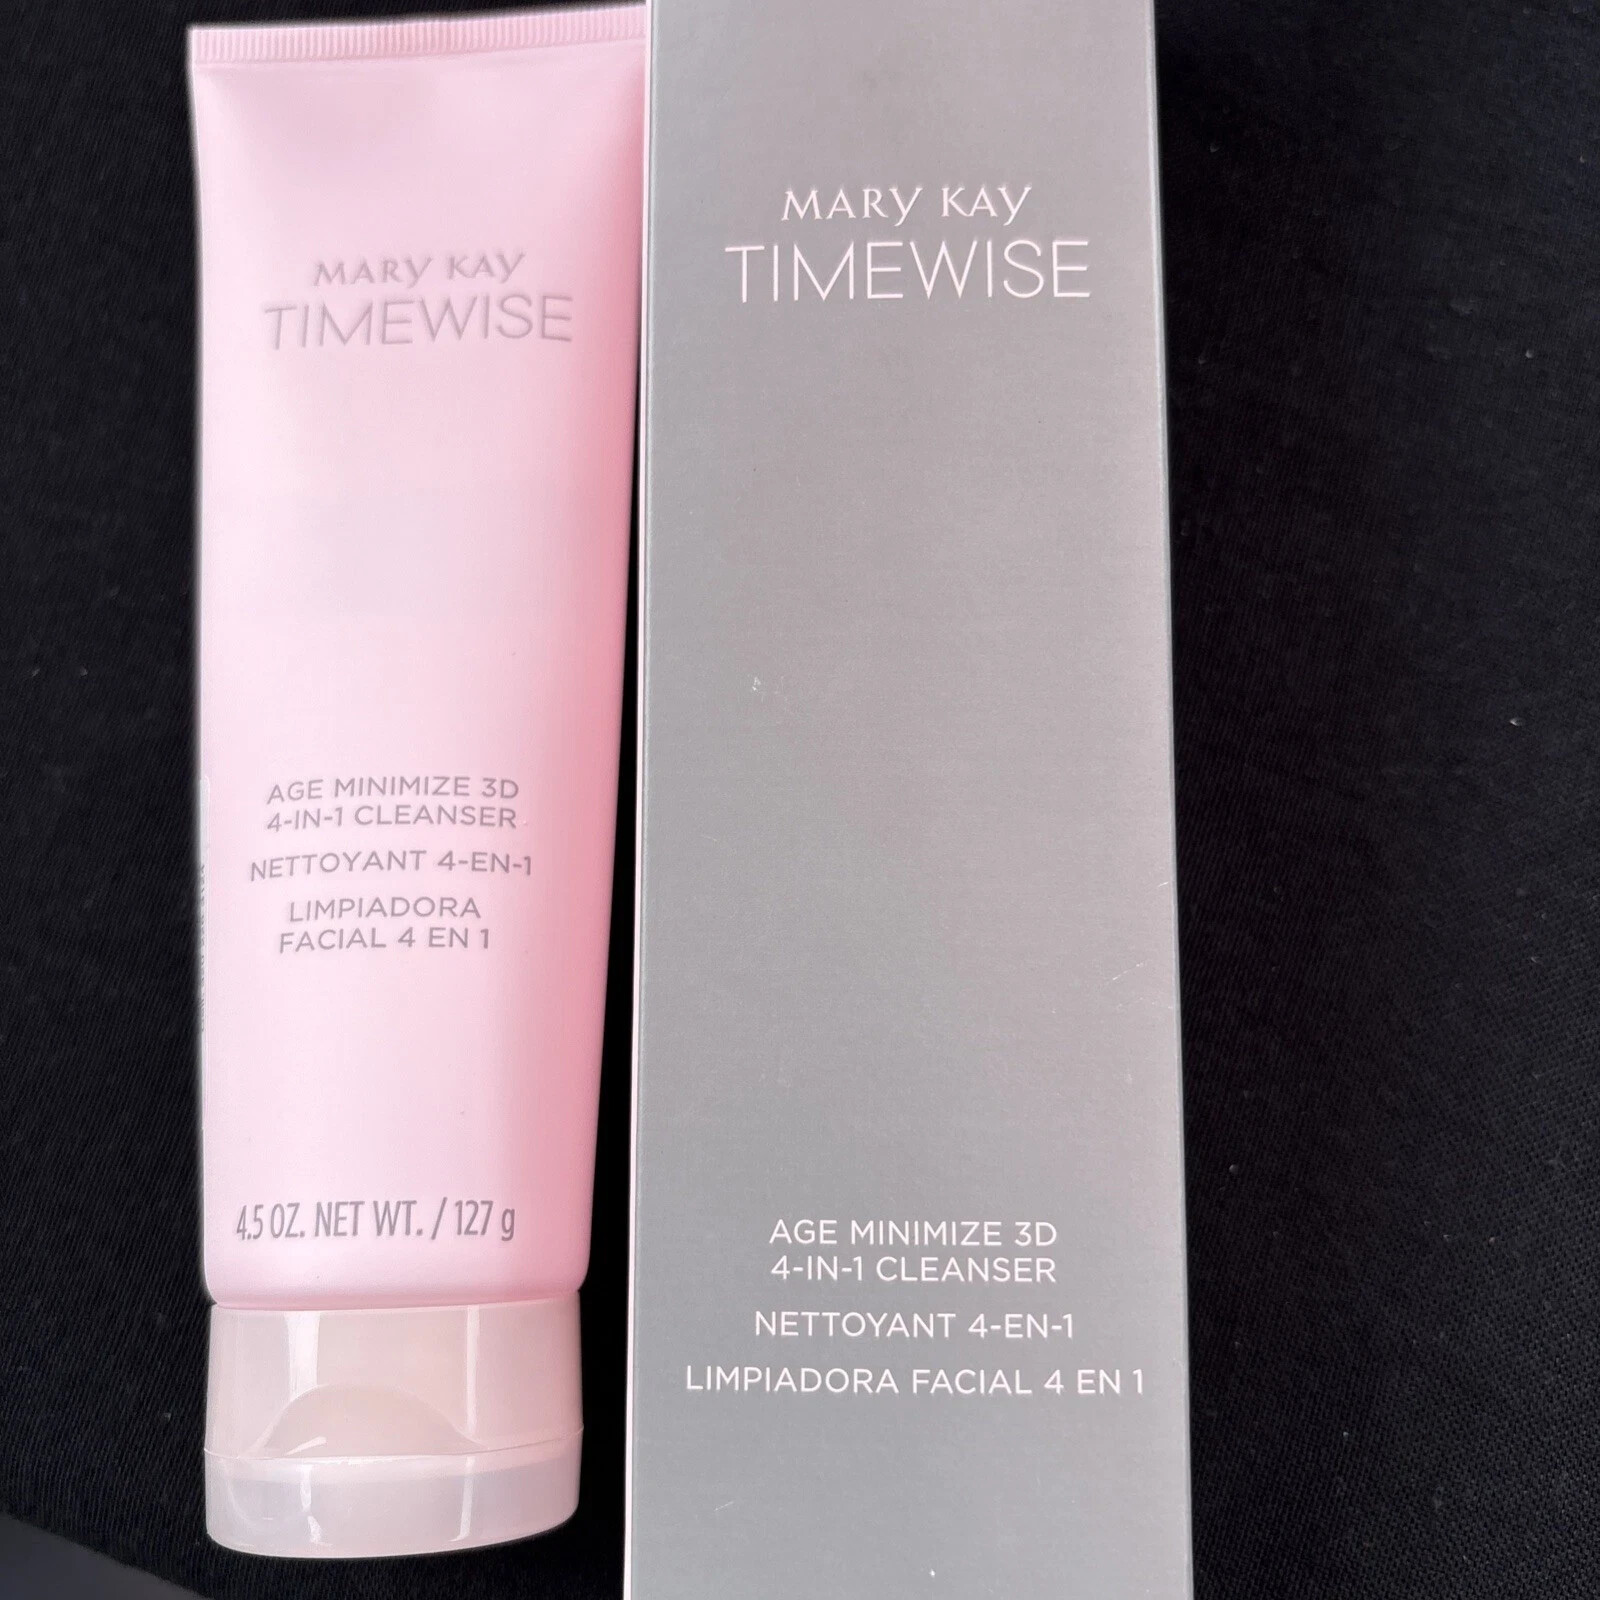 MARY KAY
TIMEWISE
AGE MINIMIZE 3D
4-IN-1 CLEANSER
NETTOYANT 4-EN-1
LIMPIADORA
FACIAL 4 EN 1
4.5 OZ. NET WT. / 127 g
MARY KAY
TIMEWISE
AGE MINIMIZE 3D
4-IN-1 CLEANSER
NETTOYANT 4-EN-1
LIMPIADORA FACIAL 4 EN 1